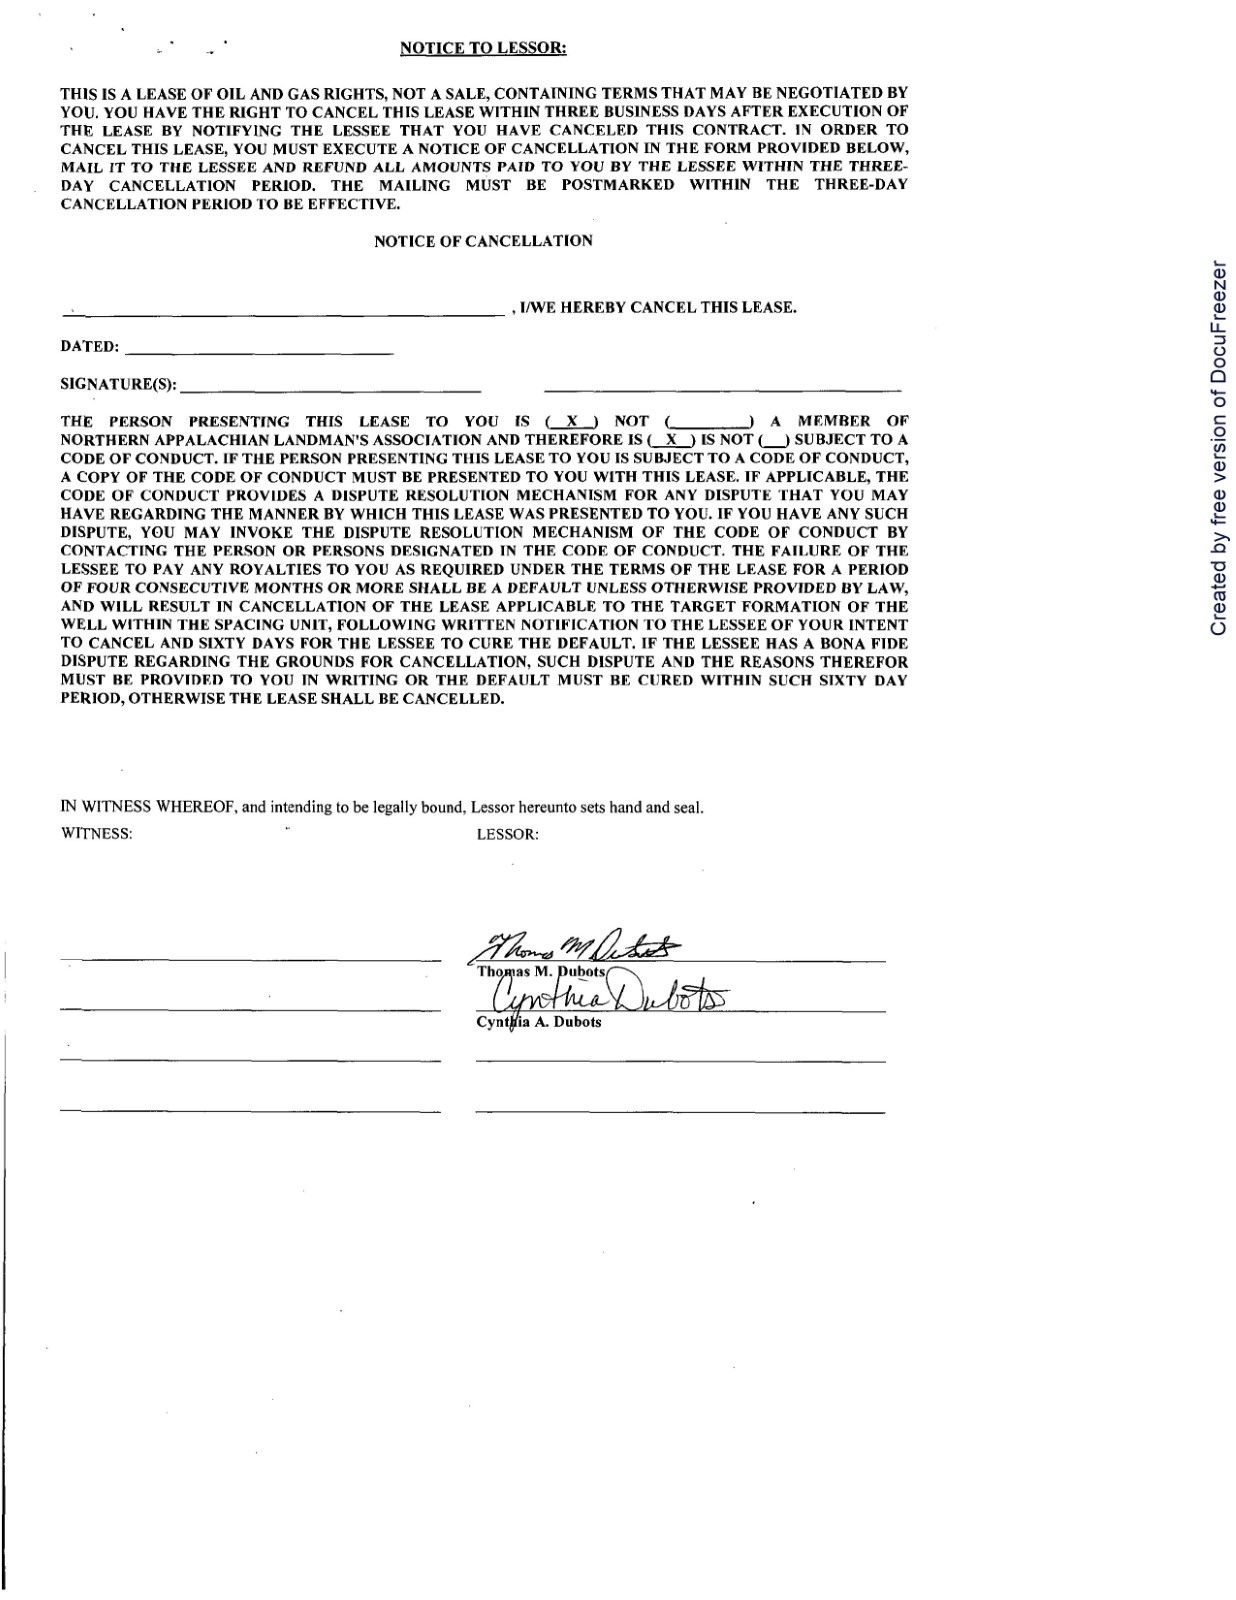 NOTICE TO LESSOR:
THIS IS A LEASE OF OIL AND GAS RIGHTS, NOT A SALE, CONTAINING TERMS THAT MAY BE NEGOTIATED BY
YOU. YOU HAVE THE RIGHT TO CANCEL THIS LEASE WITHIN THREE BUSINESS DAYS AFTER EXECUTION OF
THE LEASE BY NOTIFYING THE LESSEE THAT YOU HAVE CANCELED THIS CONTRACT. IN ORDER TO
CANCEL THIS LEASE, YOU MUST EXECUTE A NOTICE OF CANCELLATION IN THE FORM PROVIDED BELOW,
MAIL IT TO THE LESSEE AND REFUND ALL AMOUNTS PAID TO YOU BY THE LESSEE WITHIN THE THREE-
DAY CANCELLATION PERIOD. THE MAILING MUST BE POSTMARKED WITHIN THE THREE-DAY
CANCELLATION PERIOD TO BE EFFECTIVE.
NOTICE OF CANCELLATION
, I/WE HEREBY CANCEL THIS LEASE.
DATED:
SIGNATURE(S):
THE PERSON PRESENTING THIS LEASE TO YOU IS (_X_) NOT (______) A MEMBER OF
NORTHERN APPALACHIAN LANDMAN'S ASSOCIATION AND THEREFORE IS (_X_) IS NOT (__) SUBJECT TO A
CODE OF CONDUCT. IF THE PERSON PRESENTING THIS LEASE TO YOU IS SUBJECT TO A CODE OF CONDUCT,
A COPY OF THE CODE OF CONDUCT MUST BE PRESENTED TO YOU WITH THIS LEASE. IF APPLICABLE, THE
CODE OF CONDUCT PROVIDES A DISPUTE RESOLUTION MECHANISM FOR ANY DISPUTE THAT YOU MAY
HAVE REGARDING THE MANNER BY WHICH THIS LEASE WAS PRESENTED TO YOU. IF YOU HAVE ANY SUCH
DISPUTE, YOU MAY INVOKE THE DISPUTE RESOLUTION MECHANISM OF THE CODE OF CONDUCT BY
CONTACTING THE PERSON OR PERSONS DESIGNATED IN THE CODE OF CONDUCT. THE FAILURE OF THE
LESSEE TO PAY ANY ROYALTIES TO YOU AS REQUIRED UNDER THE TERMS OF THE LEASE FOR A PERIOD
OF FOUR CONSECUTIVE MONTHS OR MORE SHALL BE A DEFAULT UNLESS OTHERWISE PROVIDED BY LAW,
AND WILL RESULT IN CANCELLATION OF THE LEASE APPLICABLE TO THE TARGET FORMATION OF THE
WELL WITHIN THE SPACING UNIT, FOLLOWING WRITTEN NOTIFICATION TO THE LESSEE OF YOUR INTENT
TO CANCEL AND SIXTY DAYS FOR THE LESSEE TO CURE THE DEFAULT. IF THE LESSEE HAS A BONA FIDE
DISPUTE REGARDING THE GROUNDS FOR CANCELLATION, SUCH DISPUTE AND THE REASONS THEREFOR
MUST BE PROVIDED TO YOU IN WRITING OR THE DEFAULT MUST BE CURED WITHIN SUCH SIXTY DAY
PERIOD, OTHERWISE THE LEASE SHALL BE CANCELLED.
IN WITNESS WHEREOF, and intending to be legally bound, Lessor hereunto sets hand and seal.
WITNESS: LESSOR:
Thomas M Dubots
Thomas M. Dubots
Cynthia Dubots
Cynthia A. Dubots
Created by free version of DocuFreezer